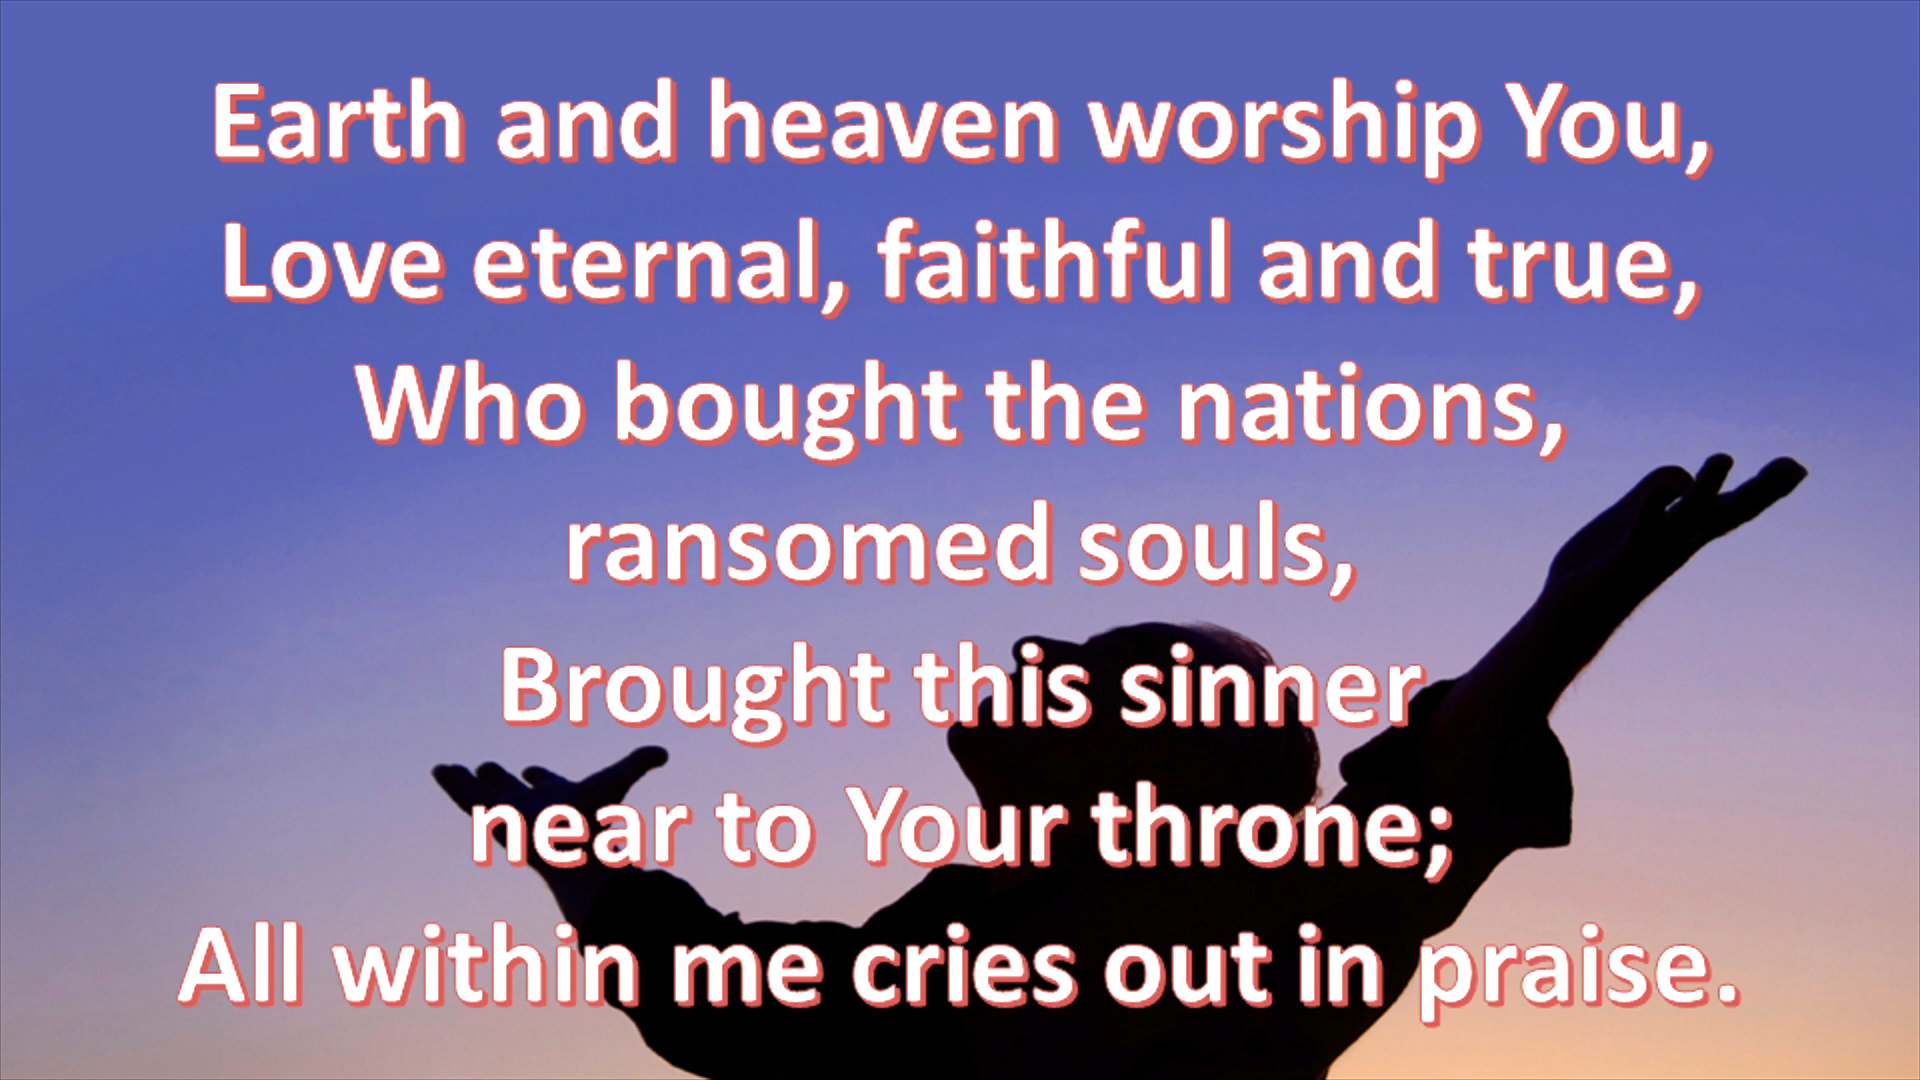 Earth and heaven worship You,
Love eternal, faithful and true,
Who bought the nations,
ransomed souls,
Brought this sinner
near to Your throne;
All within me cries out in praise.